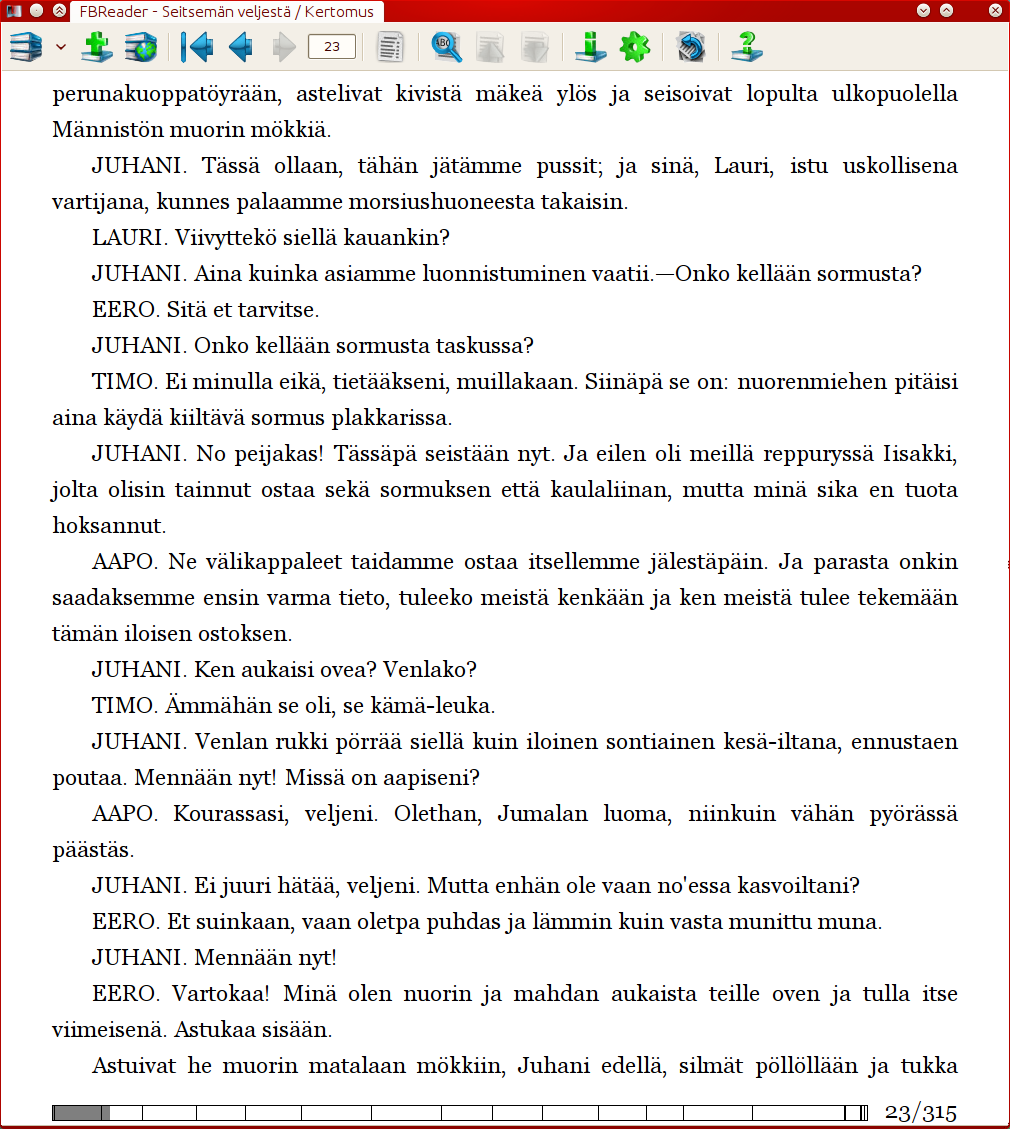 FBReader - Seitsemän veljestä / Kertomus
23
perunakuoppatöyrään, astelivat kivistä mäkeä ylös ja seisoivat lopulta ulkopuolella
Männistön muorin mökkiä.
JUHANI. Tässä ollaan, tähän jätämme pussit; ja sinä, Lauri, istu uskollisena
vartijana, kunnes palaamme morsiushuoneesta takaisin.
LAURI. Viivyttekö siellä kauankin?
JUHANI. Aina kuinka asiamme luonnistuminen vaatii.—Onko kellään sormusta?
EERO. Sitä et tarvitse.
JUHANI. Onko kellään sormusta taskussa?
TIMO. Ei minulla eikä, tietääkseni, muillakaan. Siinäpä se on: nuorenmiehen pitäisi
aina käydä kiiltävä sormus plakkarissa.
JUHANI. No peijakas! Tässäpä seistään nyt. Ja eilen oli meillä reppuryssä Iisakki,
jolta olisin tainnut ostaa sekä sormuksen että kaulaliinan, mutta minä sika en tuota
hoksannut.
AAPO. Ne välikappaleet taidamme ostaa itsellemme jälestäpäin. Ja parasta onkin
saadaksemme ensin varma tieto, tuleeko meistä kenkään ja ken meistä tulee tekemään
tämän iloisen ostoksen.
JUHANI. Ken aukaisi ovea? Venlako?
TIMO. Ämmähän se oli, se kämä-leuka.
JUHANI. Venlan rukki pörrää siellä kuin iloinen sontiainen kesä-iltana, ennustaen
poutaa. Mennään nyt! Missä on aapiseni?
AAPO. Kourassasi, veljeni. Olethan, Jumalan luoma, niinkuin vähän pyörässä
päästäs.
JUHANI. Ei juuri hätää, veljeni. Mutta enhän ole vaan no'essa kasvoiltani?
EERO. Et suinkaan, vaan oletpa puhdas ja lämmin kuin vasta munittu muna.
JUHANI. Mennään nyt!
EERO. Vartokaa! Minä olen nuorin ja mahdan aukaista teille oven ja tulla itse
viimeisenä. Astukaa sisään.
Astuivat he muorin matalaan mökkiin, Juhani edellä, silmät pöllöllään ja tukka
23/315